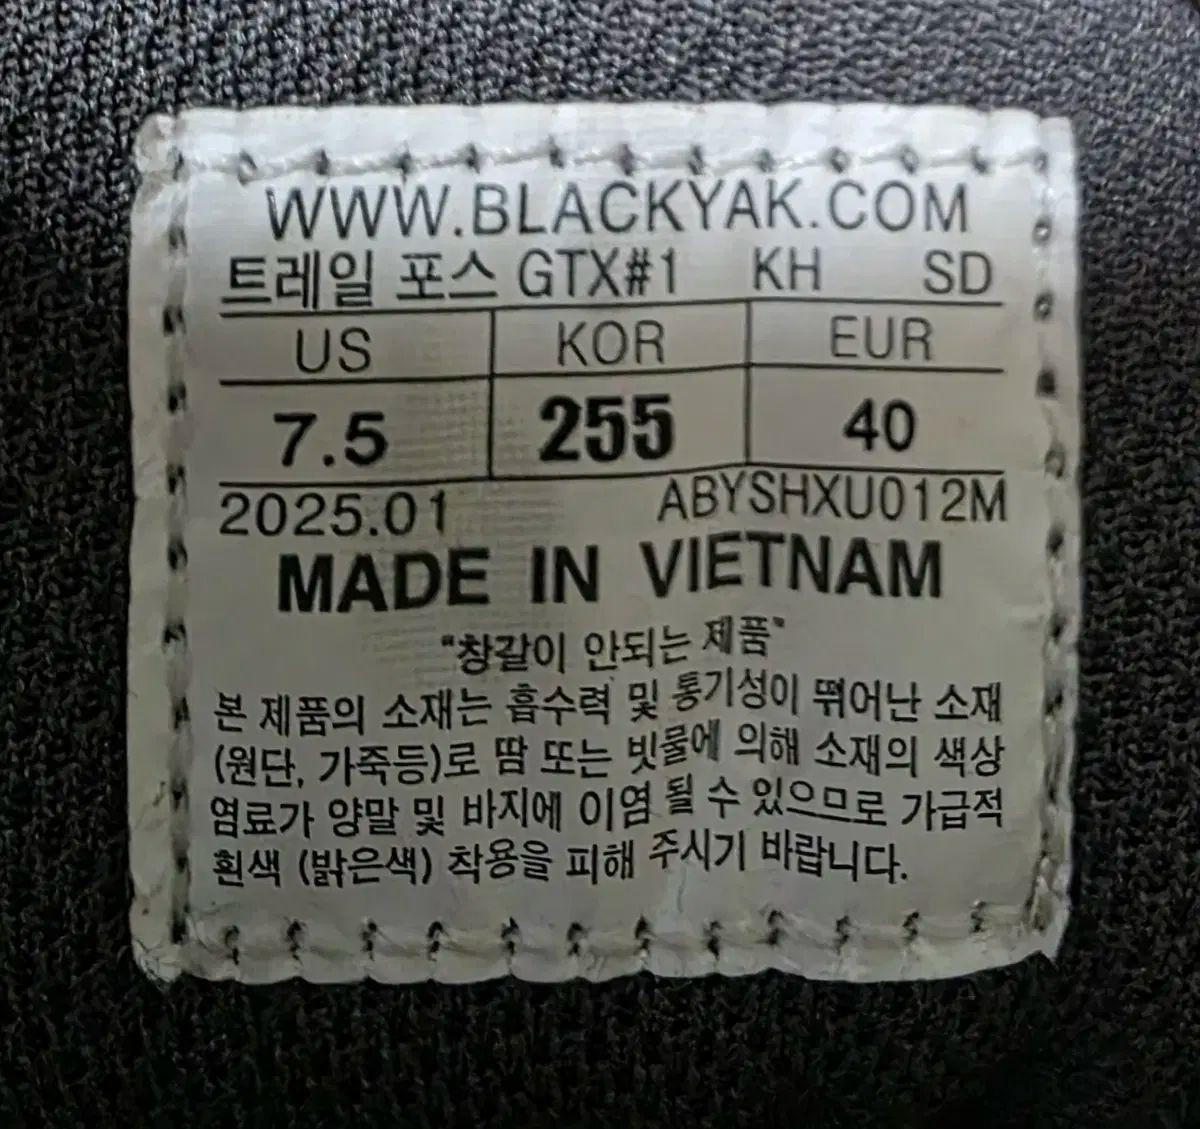 WWW.BLACKYAK.COM
트레일 포스 GTX#1 KH SD
US KOR EUR
7.5 255 40
2025.01 ABYSHXU012M
MADE IN VIETNAM
"창갈이 안되는 제품"
본 제품의 소재는 흡수력 및 통기성이 뛰어난 소재
(원단, 가죽등)로 땀 또는 빗물에 의해 소재의 색상
염료가 양말 및 바지에 이염 될 수 있으므로 가급적
흰색 (밝은색) 착용을 피해 주시기 바랍니다.